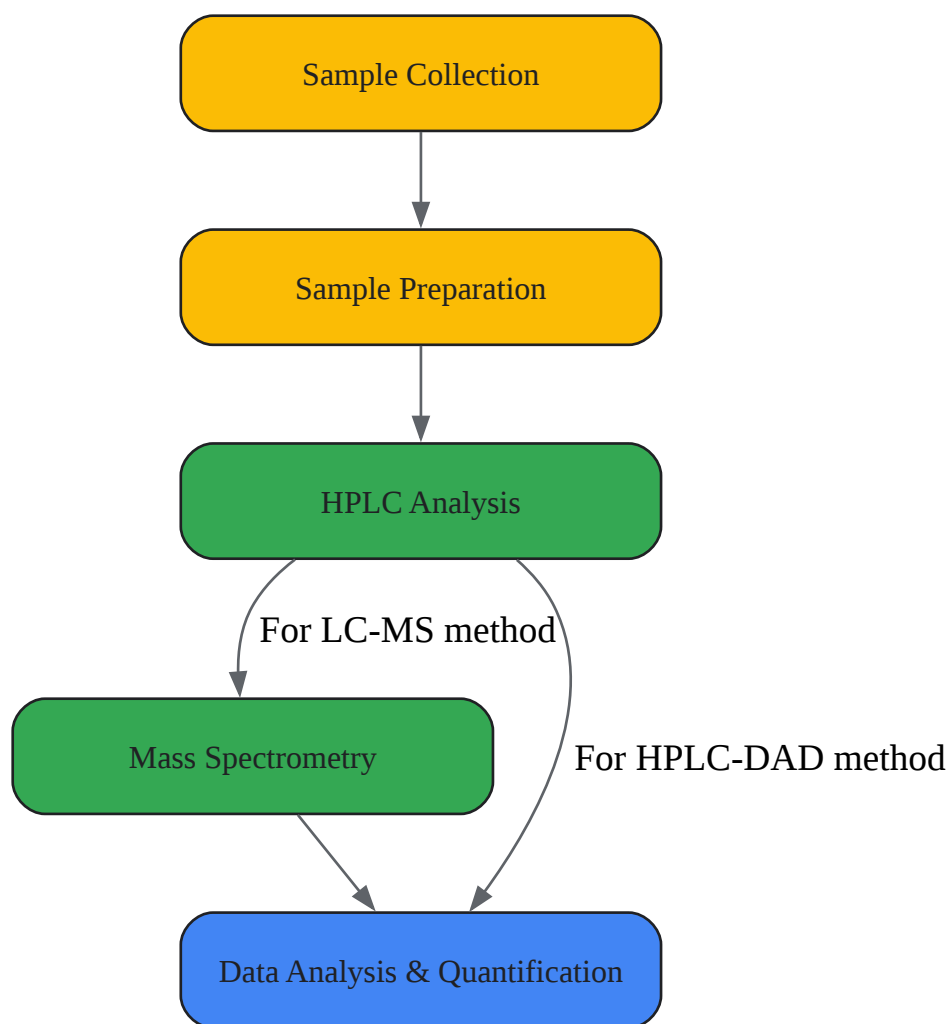 Sample Collection
Sample Preparation
HPLC Analysis
For LC-MS method
Mass Spectrometry
For HPLC-DAD method
Data Analysis & Quantification